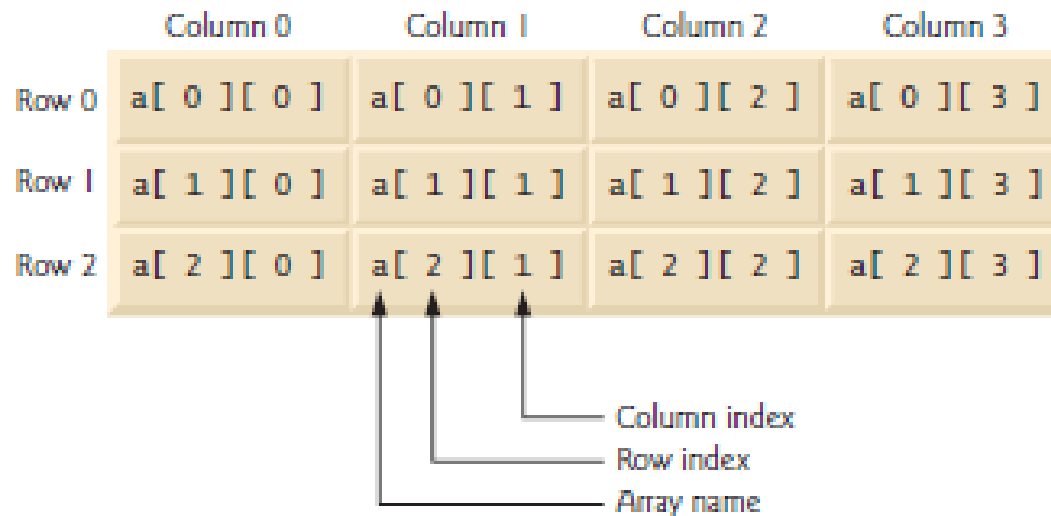 Column 0 Column 1 Column 2 Column 3
Row 0 a[ 0 ][ 0 ] a[ 0 ][ 1 ] a[ 0 ][ 2 ] a[ 0 ][ 3 ]
Row 1 a[ 1 ][ 0 ] a[ 1 ][ 1 ] a[ 1 ][ 2 ] a[ 1 ][ 3 ]
Row 2 a[ 2 ][ 0 ] a[ 2 ][ 1 ] a[ 2 ][ 2 ] a[ 2 ][ 3 ]
Column index
Row index
Array name